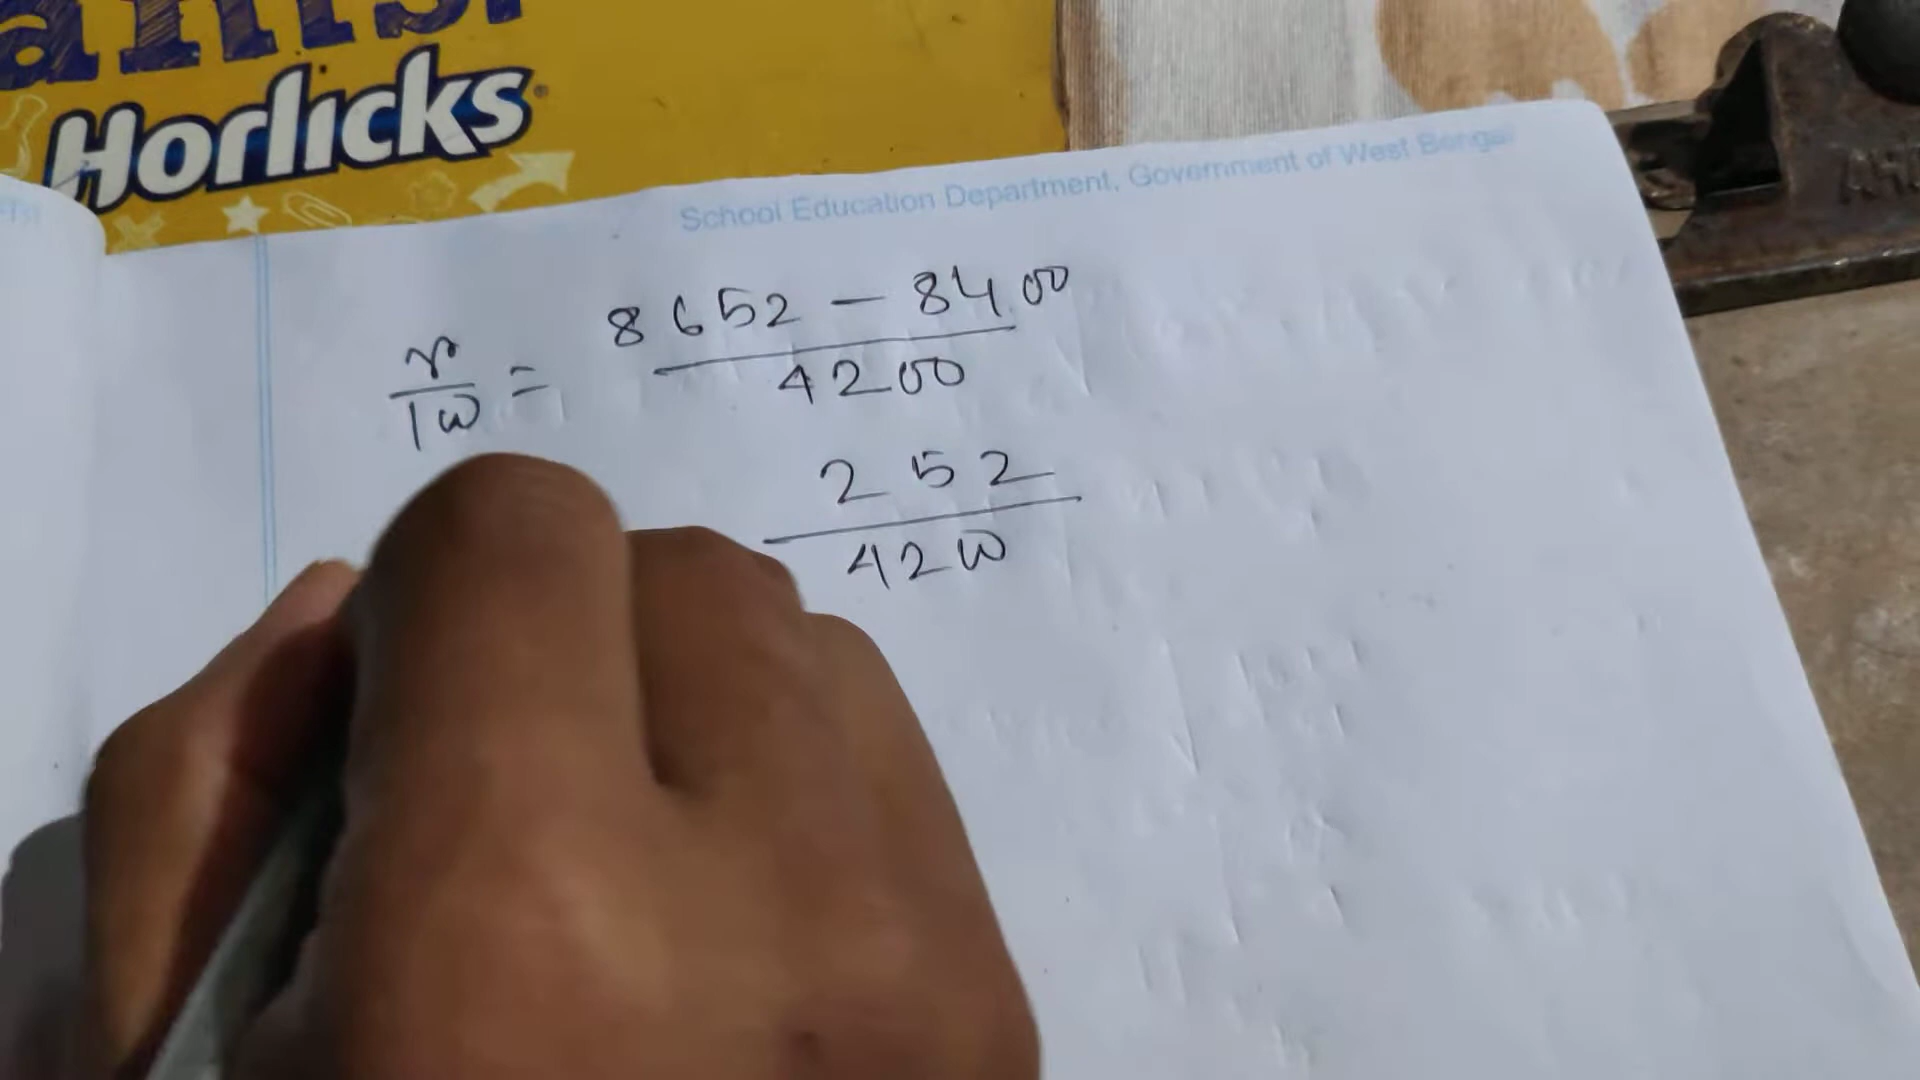 Horlicks
School Education Department, Government of West Bengal
r/100 = 8652 - 8400 / 4200
252 / 4200